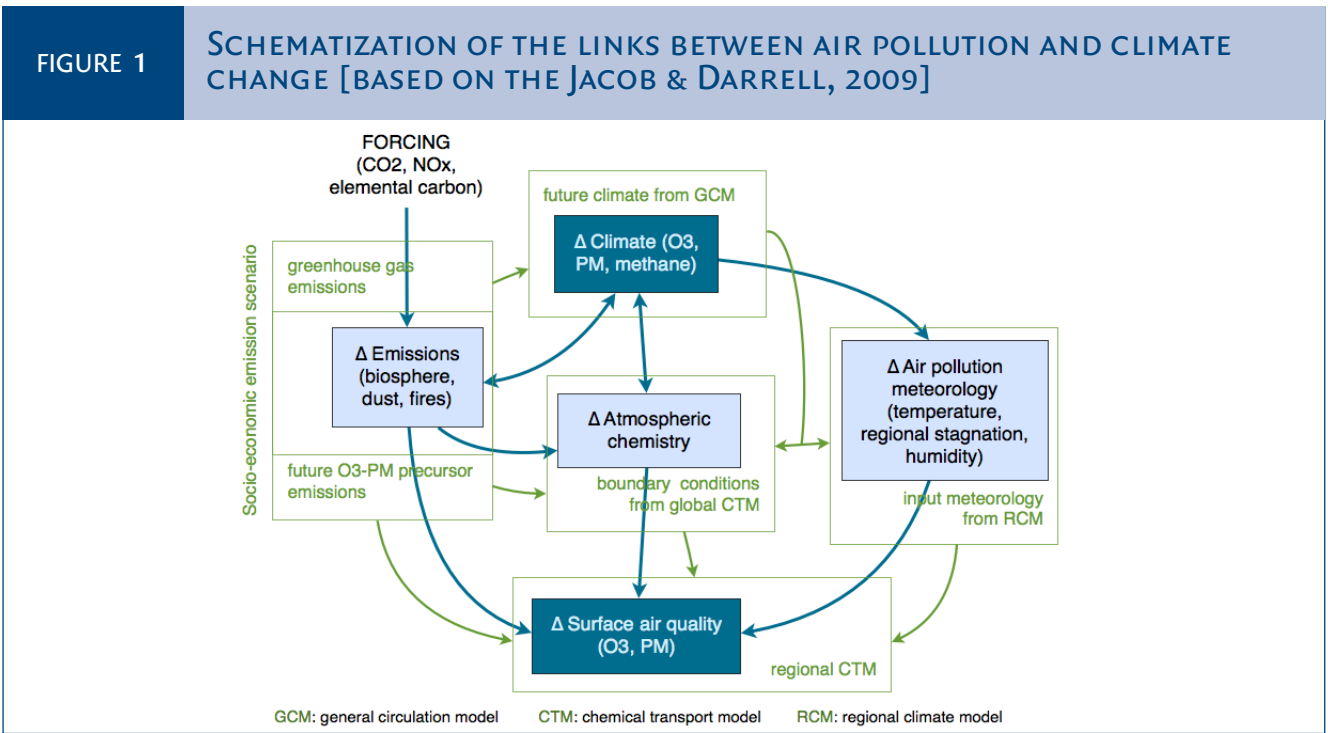 FIGURE 1
SCHEMATIZATION OF THE LINKS BETWEEN AIR POLLUTION AND CLIMATE
CHANGE [BASED ON THE JACOB & DARRELL, 2009]
FORCING
(CO2, NOx,
elemental carbon)
future climate from GCM
Δ Climate (O3,
PM, methane)
Socio-economic emission scenario
greenhouse gas
emissions
Δ Emissions
(biosphere,
dust, fires)
future O3-PM precursor
emissions
Δ Atmospheric
chemistry
boundary conditions
from global CTM
Δ Air pollution
meteorology
(temperature,
regional stagnation,
humidity)
input meteorology
from RCM
Δ Surface air quality
(O3, PM)
regional CTM
GCM: general circulation model CTM: chemical transport model RCM: regional climate model